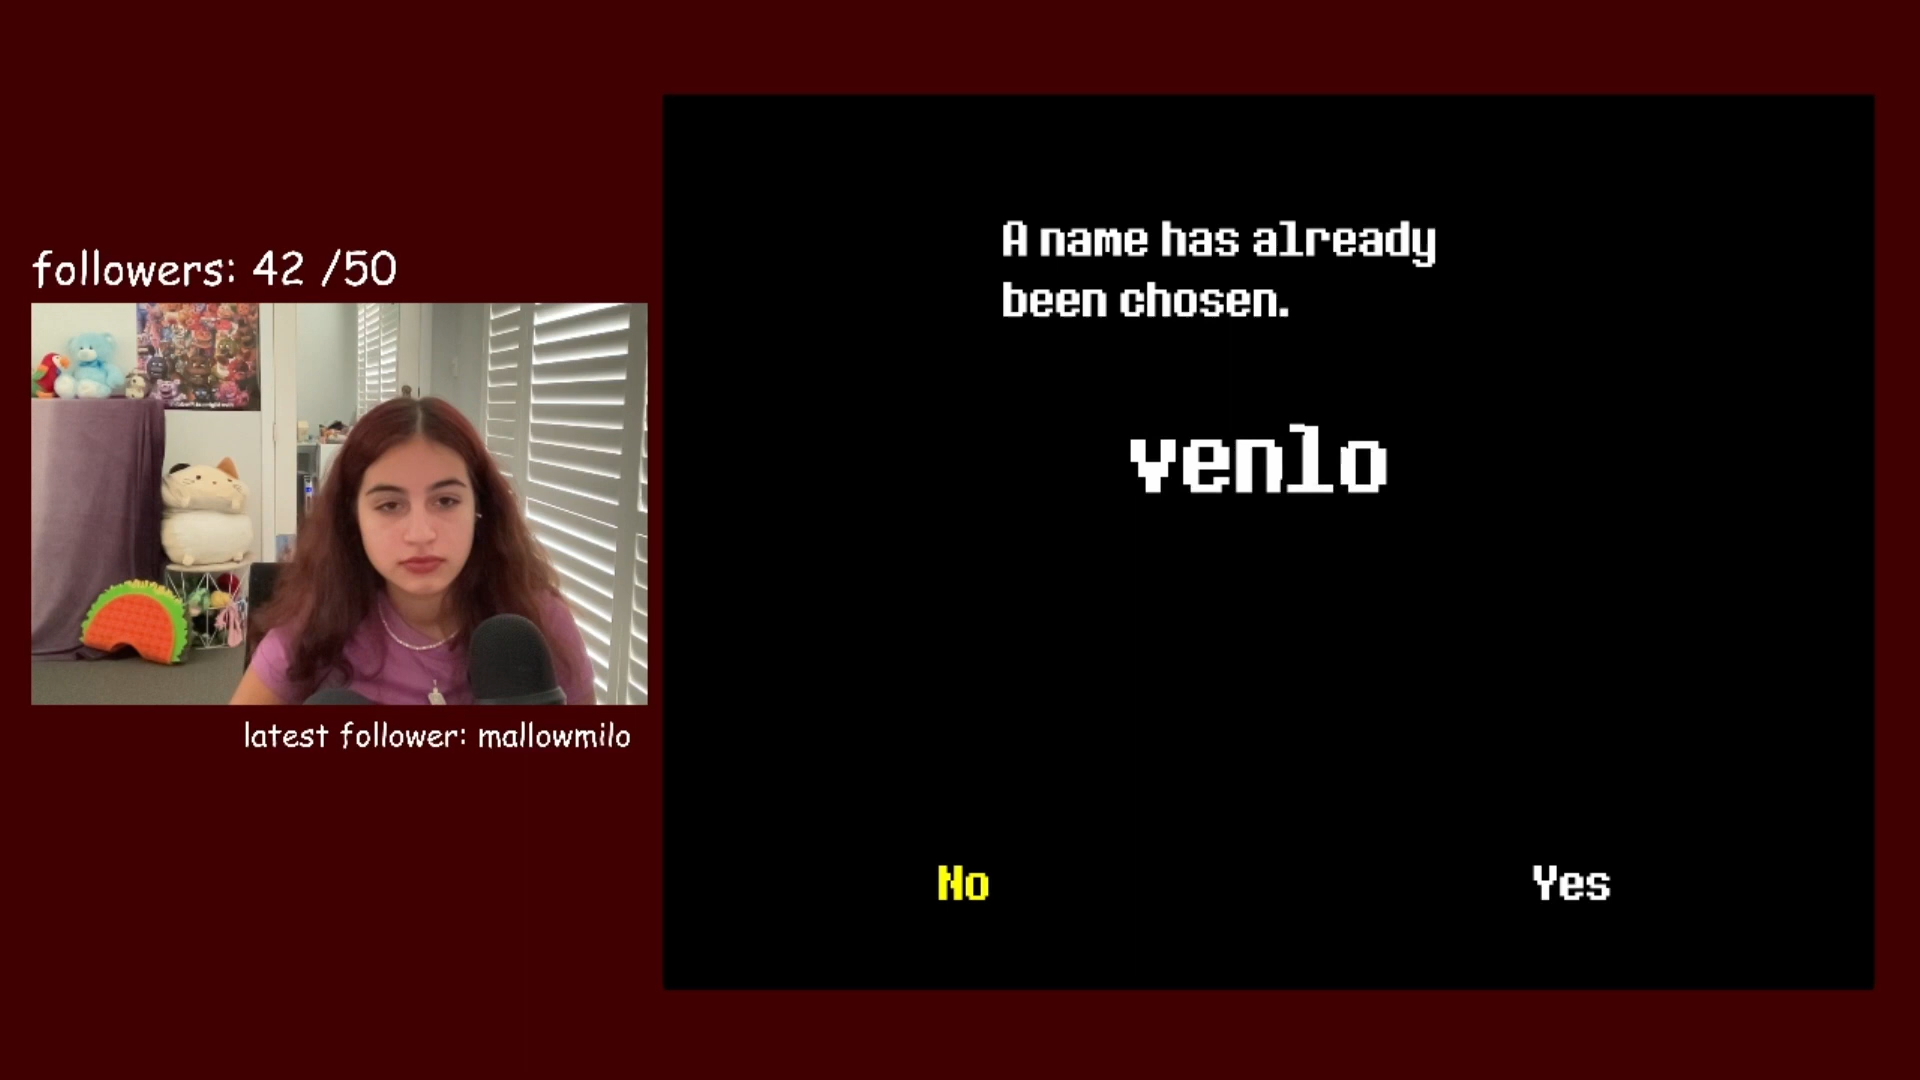 followers: 42 /50
latest follower: mallowmilo
A name has already
been chosen.
venlo
No
Yes